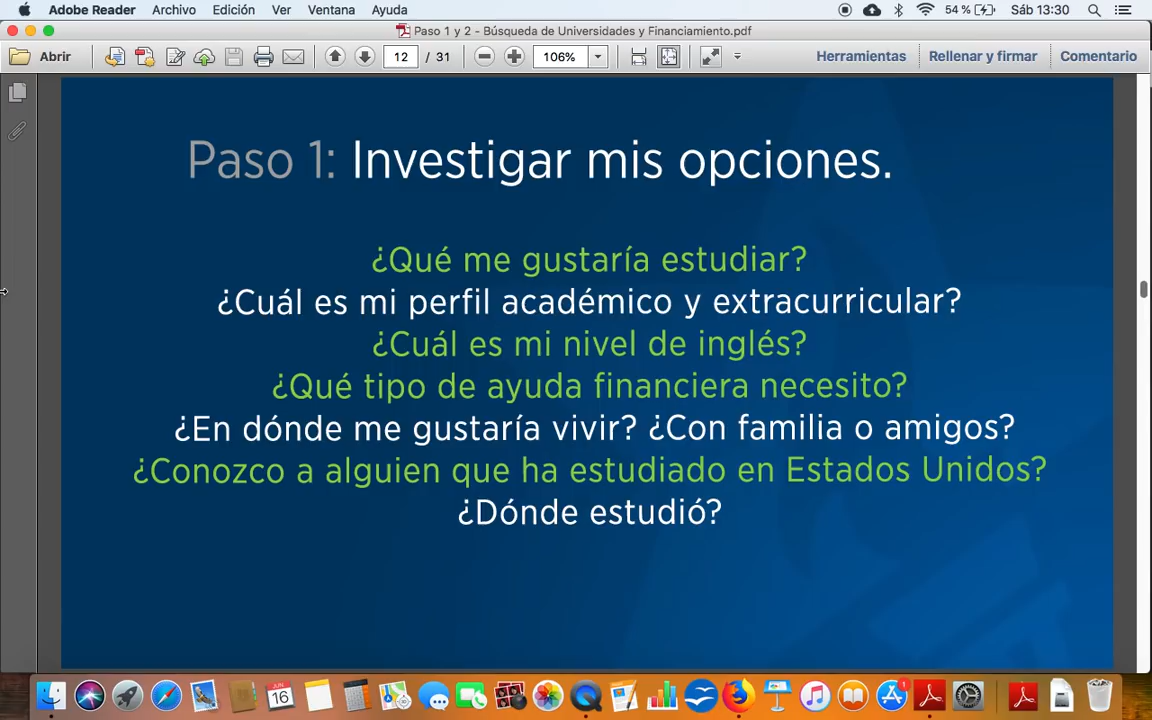 Adobe Reader Archivo Edición Ver Ventana Ayuda 54 % Sáb 13:30
Paso 1 y 2 - Búsqueda de Universidades y Financiamiento.pdf
Abrir 12 / 31 106% Herramientas Rellenar y firmar Comentario
Paso 1: Investigar mis opciones.
¿Qué me gustaría estudiar?
¿Cuál es mi perfil académico y extracurricular?
¿Cuál es mi nivel de inglés?
¿Qué tipo de ayuda financiera necesito?
¿En dónde me gustaría vivir? ¿Con familia o amigos?
¿Conozco a alguien que ha estudiado en Estados Unidos?
¿Dónde estudió?
JUN
16